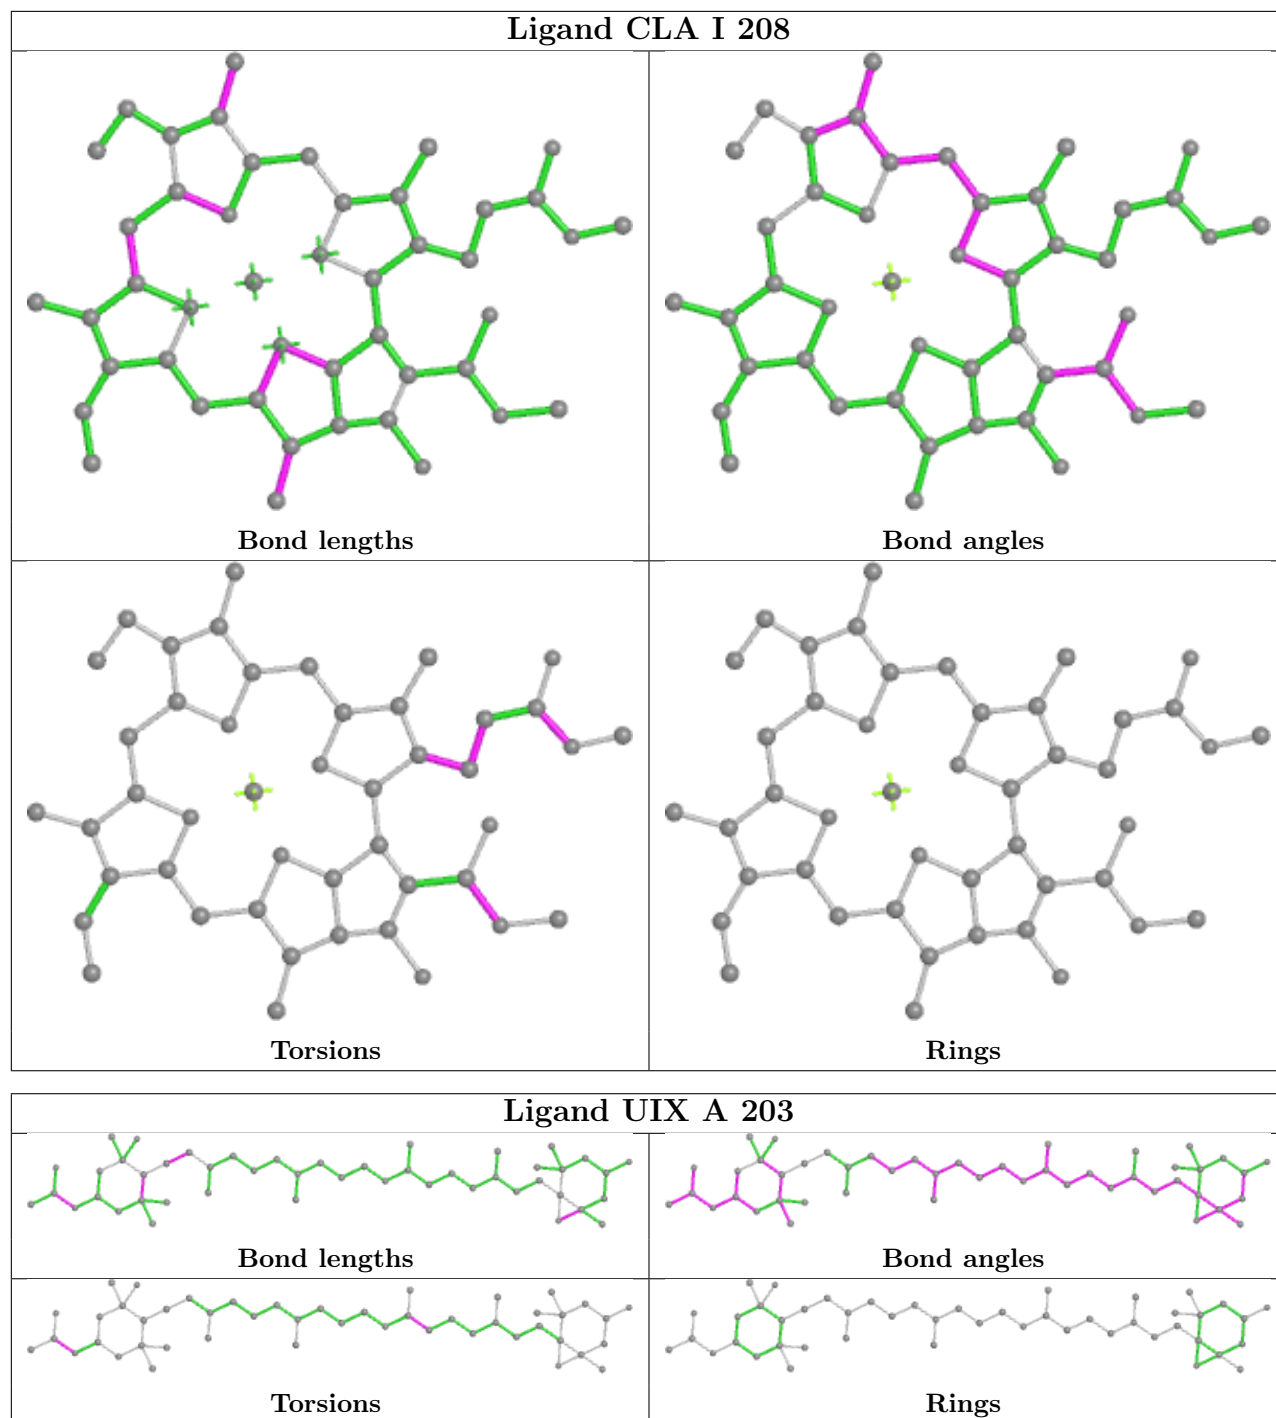 Ligand CLA I 208
Bond lengths
Bond angles
Torsions
Rings
Ligand UIX A 203
Bond lengths
Bond angles
Torsions
Rings